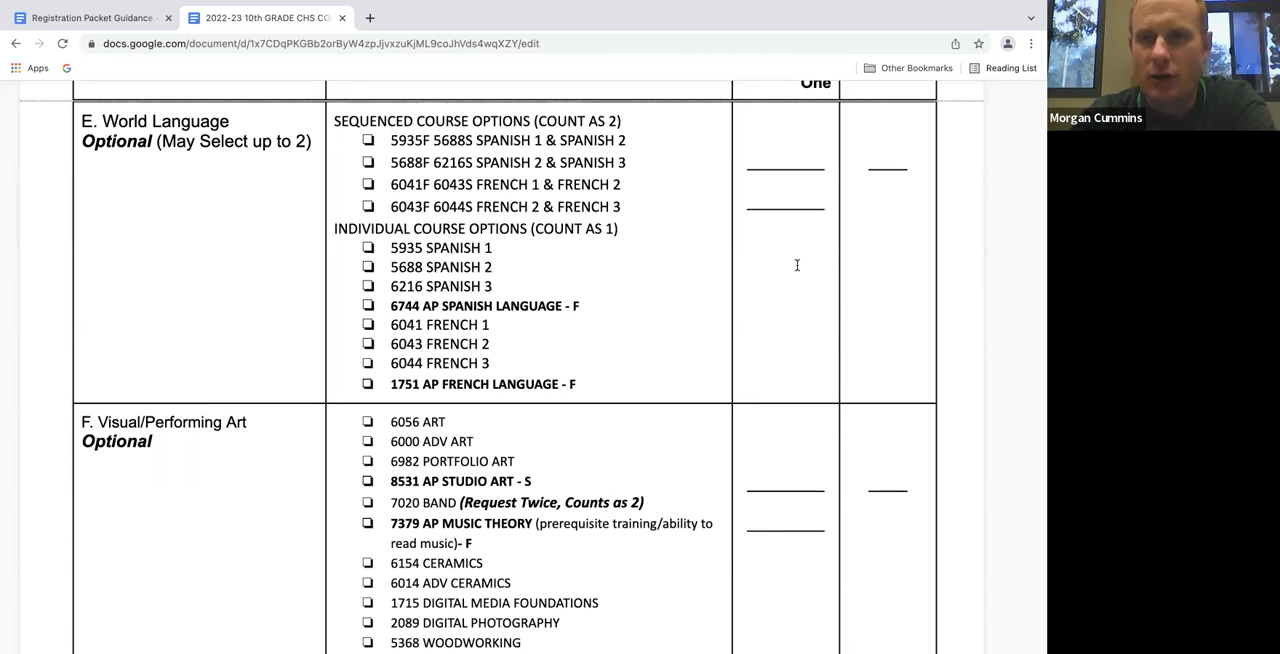 Registration Packet Guidance
2022-23 10th GRADE CHS CO
docs.google.com/document/d/1x7CDqPKGBb2orByW4zpJjvxzuKjML9coJhVds4wqXZY/edit
Apps
Other Bookmarks
Reading List
Morgan Cummins
One
E. World Language
Optional (May Select up to 2)
SEQUENCED COURSE OPTIONS (COUNT AS 2)
5935F 5688S SPANISH 1 & SPANISH 2
5688F 6216S SPANISH 2 & SPANISH 3
6041F 6043S FRENCH 1 & FRENCH 2
6043F 6044S FRENCH 2 & FRENCH 3
INDIVIDUAL COURSE OPTIONS (COUNT AS 1)
5935 SPANISH 1
5688 SPANISH 2
6216 SPANISH 3
6744 AP SPANISH LANGUAGE - F
6041 FRENCH 1
6043 FRENCH 2
6044 FRENCH 3
1751 AP FRENCH LANGUAGE - F
F. Visual/Performing Art
Optional
6056 ART
6000 ADV ART
6982 PORTFOLIO ART
8531 AP STUDIO ART - S
7020 BAND (Request Twice, Counts as 2)
7379 AP MUSIC THEORY (prerequisite training/ability to
read music)- F
6154 CERAMICS
6014 ADV CERAMICS
1715 DIGITAL MEDIA FOUNDATIONS
2089 DIGITAL PHOTOGRAPHY
5368 WOODWORKING